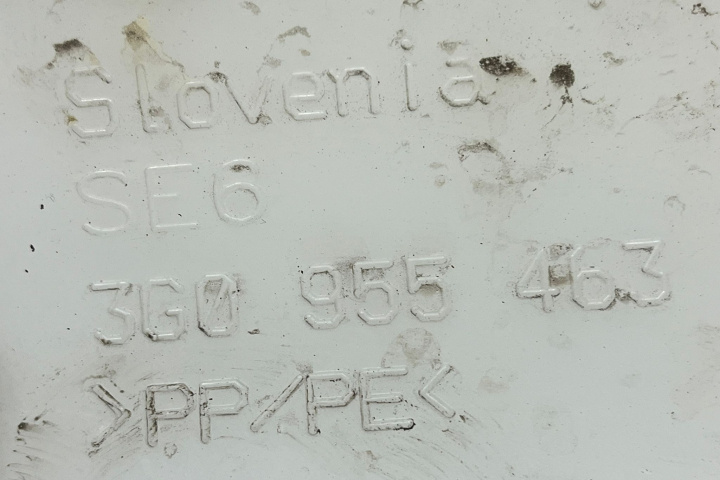 Slovenia
SE6
3G0 955 463
>PP/PE<